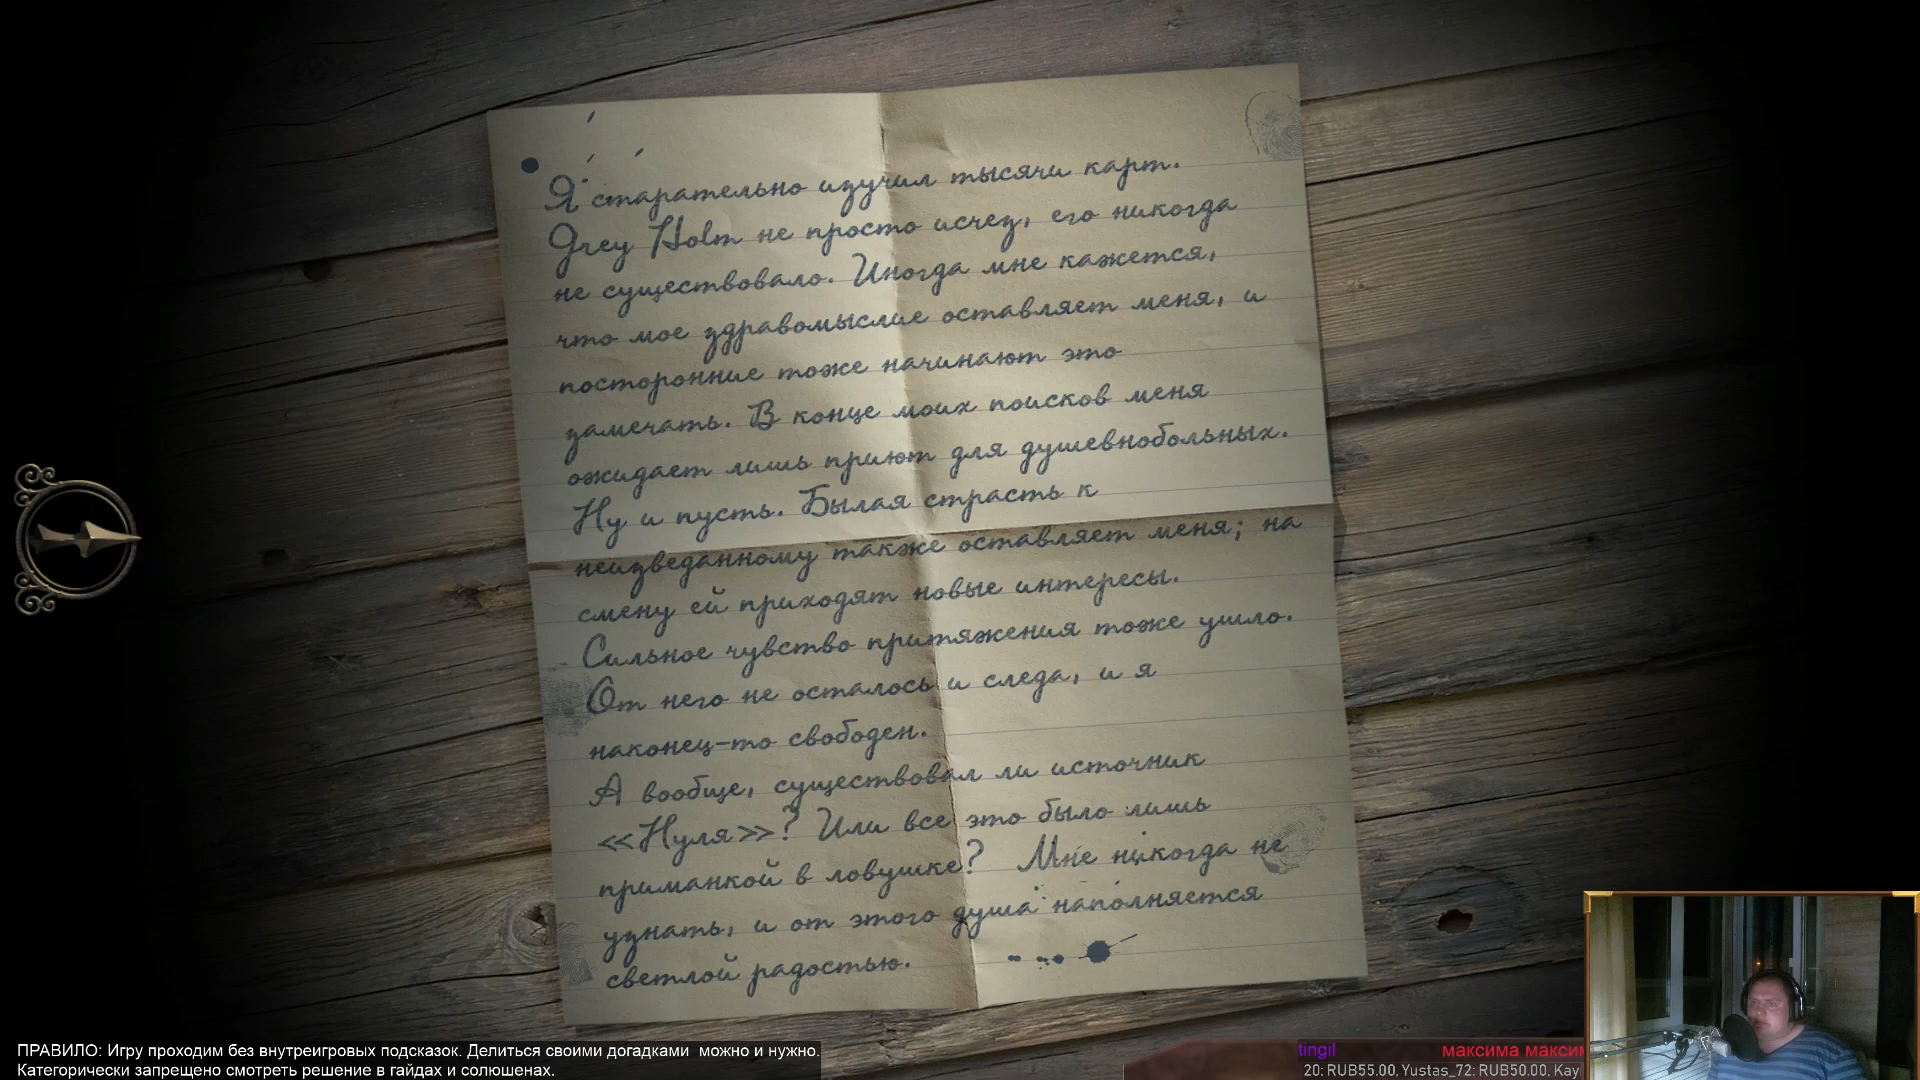 Я старательно изучил тысячи карт.
Grey Holm не просто исчез, его никогда
не существовало. Иногда мне кажется,
что мое здравомыслие оставляет меня, и
посторонние тоже начинают это
замечать. В конце моих поисков меня
ожидает лишь приют для душевнобольных.
Ну и пусть. Былая страсть к
неизведанному также оставляет меня; на
смену ей приходят новые интересы.
Сильное чувство притяжения тоже ушло.
От него не осталось и следа, и я
наконец-то свободен.
А вообще, существовал ли источник
<<Нуля>>? Или все это было лишь
приманкой в ловушке? Мне никогда не
узнать, и от этого душа наполняется
светлой радостью.
ПРАВИЛО: Игру проходим без внутреигровых подсказок. Делиться своими догадками можно и нужно.
Категорически запрещено смотреть решение в гайдах и солюшенах.
tingil максима максим
20: RUB55.00, Yustas_72: RUB50.00, Kay